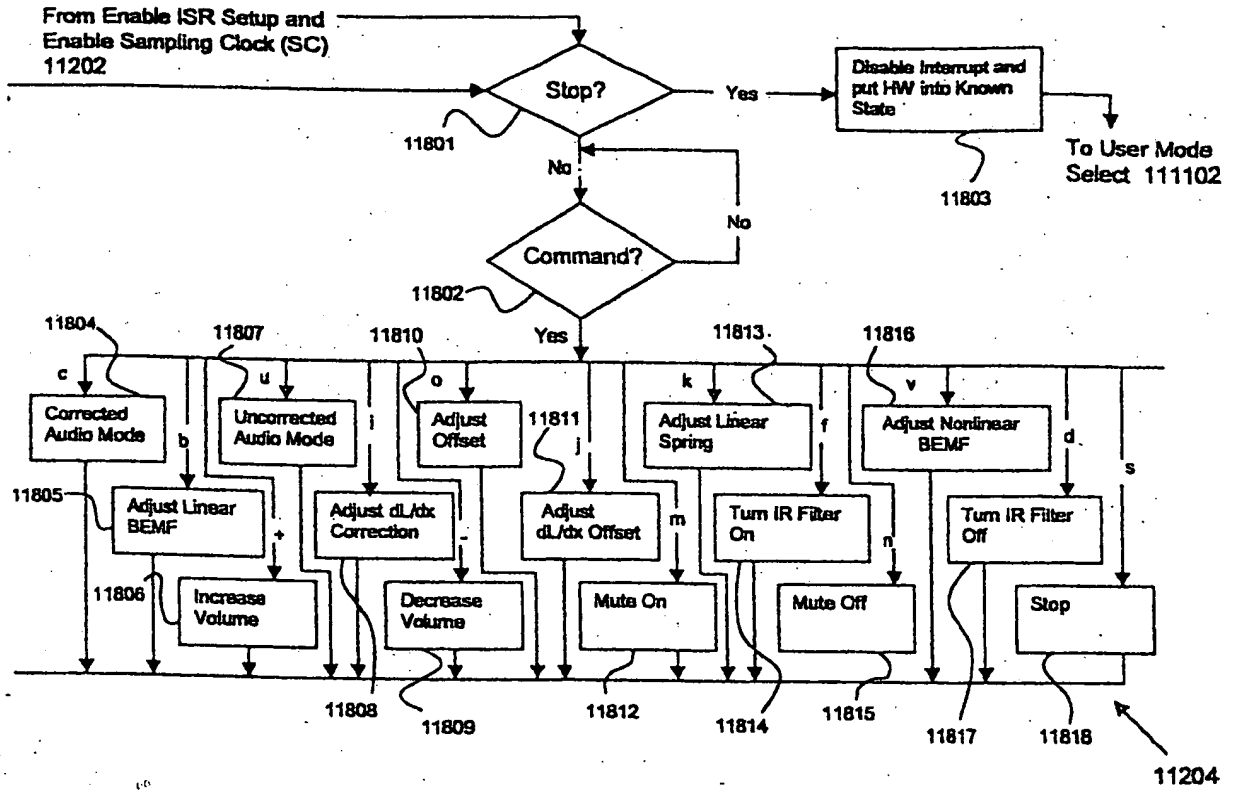 From Enable ISR Setup and
Enable Sampling Clock (SC)
11202
Stop?
11801
Yes
Disable Interrupt and
put HW into Known
State
11803
To User Mode
Select 111102
No
No
Command?
11802
Yes
11804
11807
11810
11813
11816
c
u
o
k
v
Corrected
Audio Mode
Uncorrected
Audio Mode
Adjust
Offset
Adjust Linear
Spring
Adjust Nonlinear
BEMF
b
i
11811
j
f
d
s
11805
Adjust Linear
BEMF
Adjust dL/dx
Correction
Adjust
dL/dx Offset
Turn IR Filter
On
Turn IR Filter
Off
+
-
m
n
11806
Increase
Volume
Decrease
Volume
Mute On
Mute Off
Stop
11808
11809
11812
11814
11815
11817
11818
11204